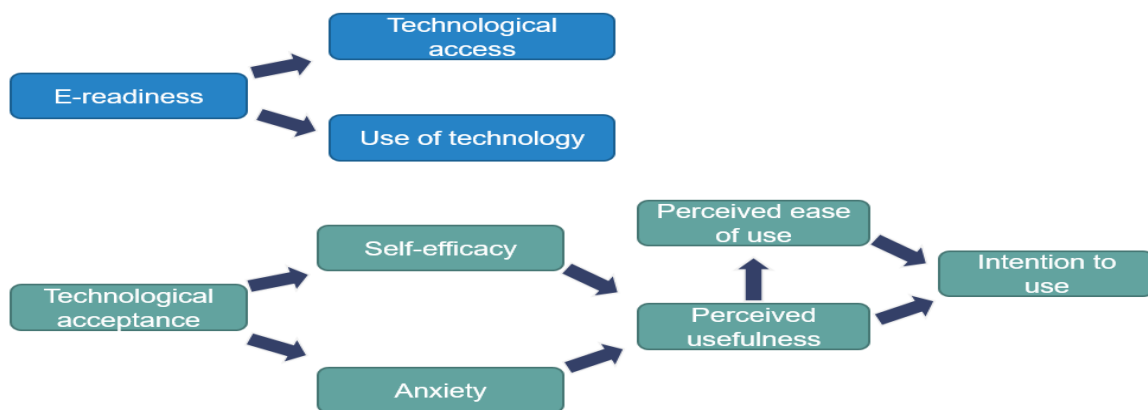 Technological
access
E-readiness
Use of technology
Perceived ease
of use
Self-efficacy
Intention to
use
Technological
acceptance
Perceived
usefulness
Anxiety